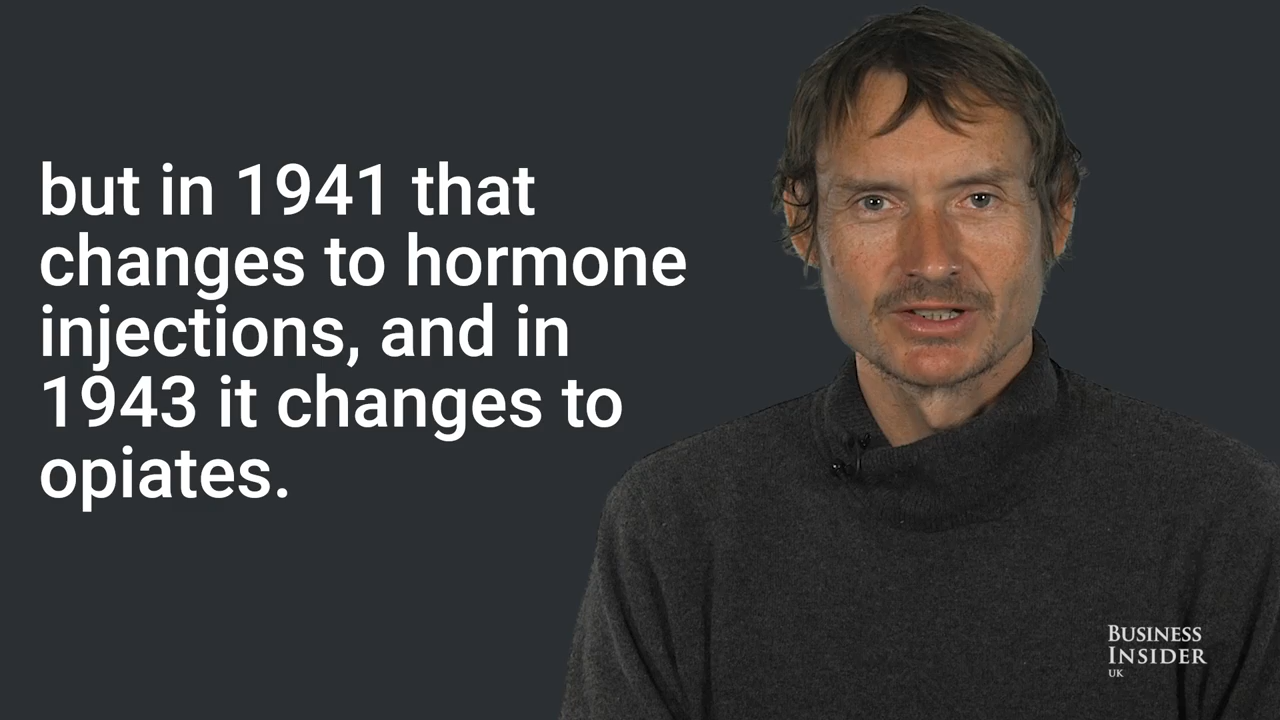 but in 1941 that
changes to hormone
injections, and in
1943 it changes to
opiates.
BUSINESS
INSIDER
UK